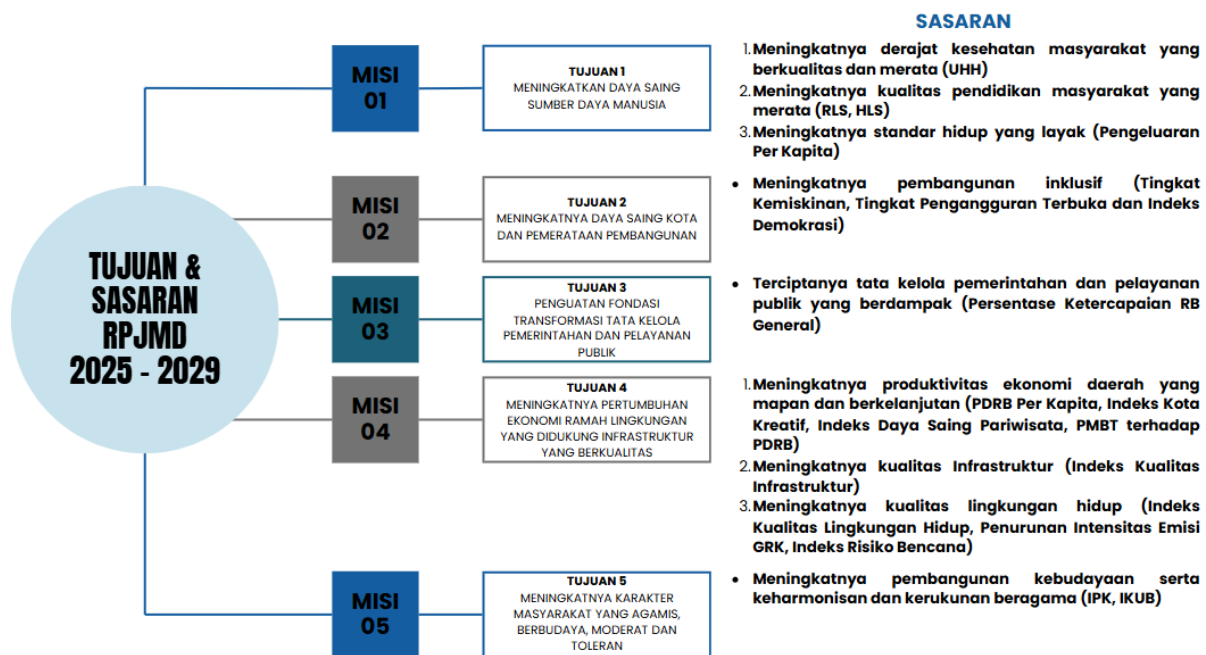 TUJUAN &
SASARAN
RPJMD
2025 - 2029
SASARAN
MISI
01
TUJUAN 1
MENINGKATKAN DAYA SAING
SUMBER DAYA MANUSIA
1. Meningkatnya derajat kesehatan masyarakat yang
berkualitas dan merata (UHH)
2. Meningkatnya kualitas pendidikan masyarakat yang
merata (RLS, HLS)
3. Meningkatnya standar hidup yang layak (Pengeluaran
Per Kapita)
MISI
02
TUJUAN 2
MENINGKATNYA DAYA SAING KOTA
DAN PEMERATAAN PEMBANGUNAN
• Meningkatnya pembangunan inklusif (Tingkat
Kemiskinan, Tingkat Pengangguran Terbuka dan Indeks
Demokrasi)
MISI
03
TUJUAN 3
PENGUATAN FONDASI
TRANSFORMASI TATA KELOLA
PEMERINTAHAN DAN PELAYANAN
PUBLIK
• Terciptanya tata kelola pemerintahan dan pelayanan
publik yang berdampak (Persentase Ketercapaian RB
General)
MISI
04
TUJUAN 4
MENINGKATNYA PERTUMBUHAN
EKONOMI RAMAH LINGKUNGAN
YANG DIDUKUNG INFRASTRUKTUR
YANG BERKUALITAS
1. Meningkatnya produktivitas ekonomi daerah yang
mapan dan berkelanjutan (PDRB Per Kapita, Indeks Kota
Kreatif, Indeks Daya Saing Pariwisata, PMBT terhadap
PDRB)
2. Meningkatnya kualitas Infrastruktur (Indeks Kualitas
Infrastruktur)
3. Meningkatnya kualitas lingkungan hidup (Indeks
Kualitas Lingkungan Hidup, Penurunan Intensitas Emisi
GRK, Indeks Risiko Bencana)
MISI
05
TUJUAN 5
MENINGKATNYA KARAKTER
MASYARAKAT YANG AGAMIS,
BERBUDAYA, MODERAT DAN
TOLERAN
• Meningkatnya pembangunan kebudayaan serta
keharmonisan dan kerukunan beragama (IPK, IKUB)